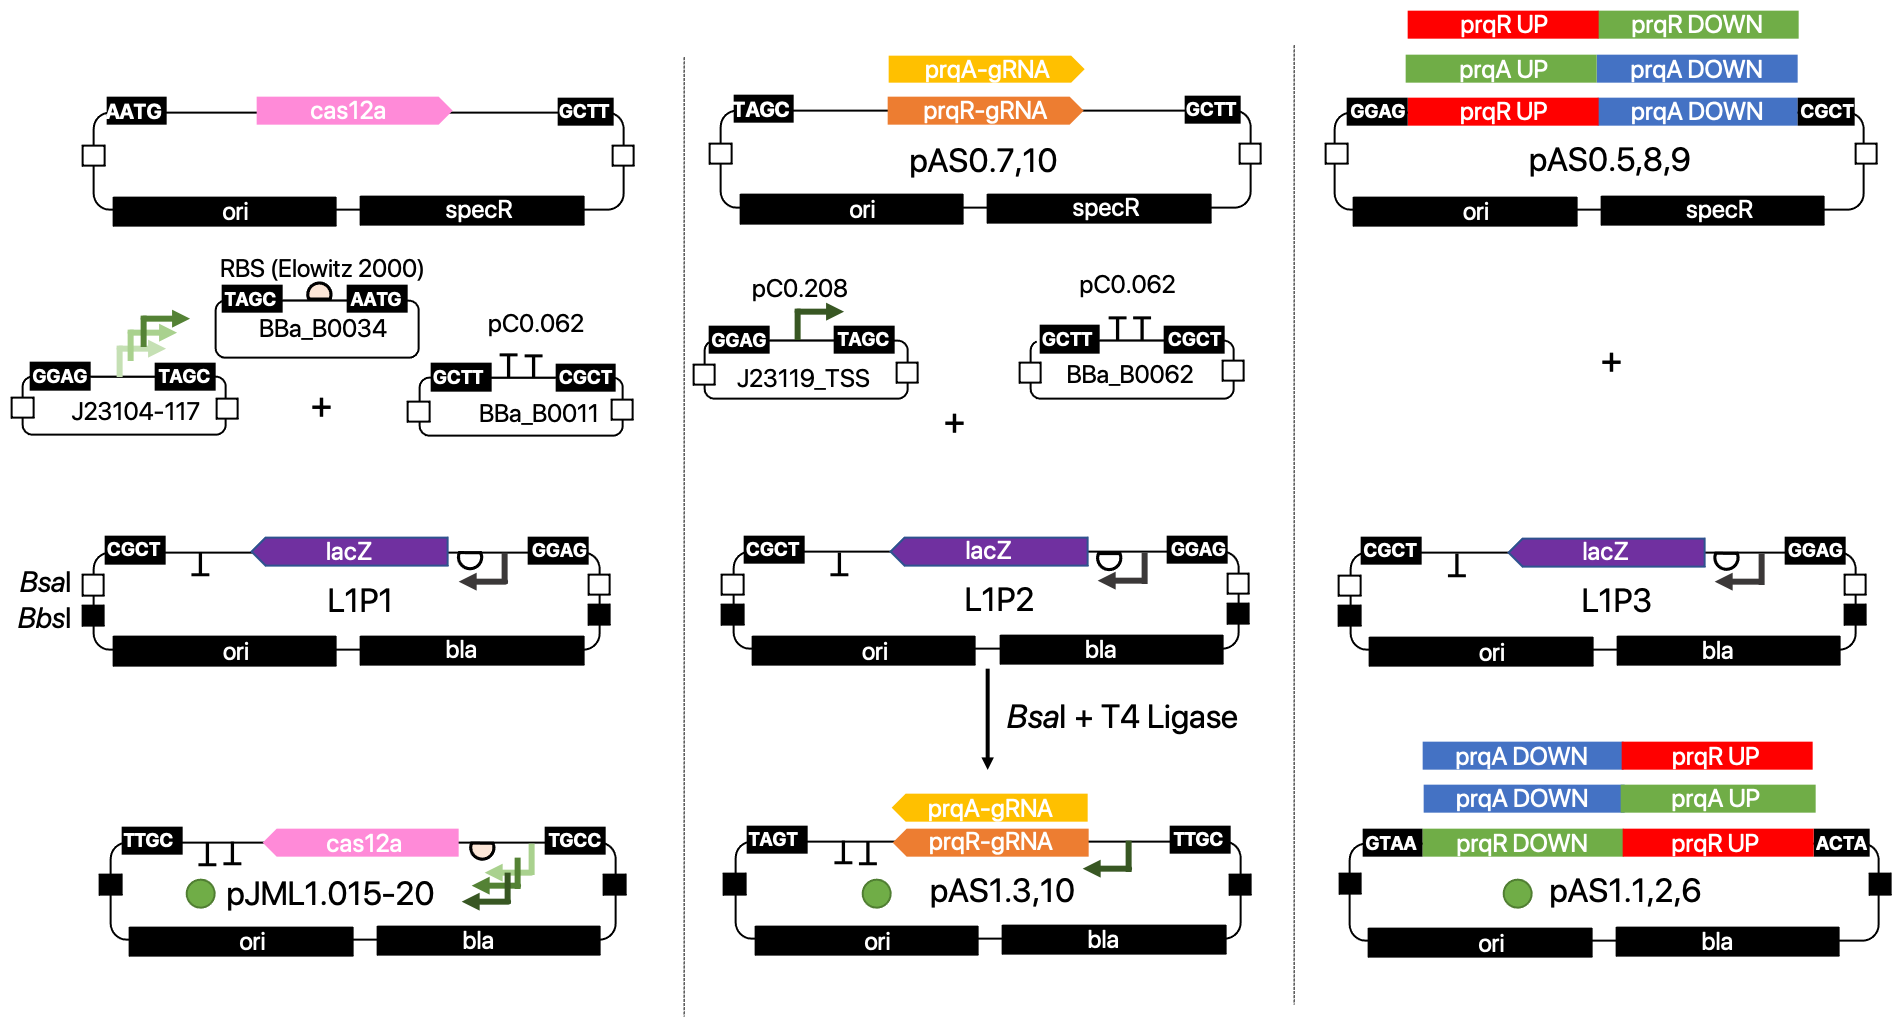 AATG
cas12a
GCTT
ori
specR
RBS (Elowitz 2000)
TAGC
AATG
BBa_B0034
GGAG
TAGC
J23104-117
+
pC0.062
GCTT
CGCT
BBa_B0011
CGCT
lacZ
GGAG
BsaI
BbsI
L1P1
ori
bla
TTGC
cas12a
TGCC
pJML1.015-20
ori
bla
prqA-gRNA
TAGC
prqR-gRNA
GCTT
pAS0.7,10
ori
specR
pC0.208
GGAG
TAGC
J23119_TSS
pC0.062
GCTT
CGCT
BBa_B0062
+
CGCT
lacZ
GGAG
L1P2
ori
bla
BsaI + T4 Ligase
prqA-gRNA
TAGT
prqR-gRNA
TTGC
pAS1.3,10
ori
bla
prqR UP
prqR DOWN
prqA UP
prqA DOWN
GGAG
prqR UP
prqA DOWN
CGCT
pAS0.5,8,9
ori
specR
+
CGCT
lacZ
GGAG
L1P3
ori
bla
prqA DOWN
prqR UP
prqA DOWN
prqA UP
GTAA
prqR DOWN
prqR UP
ACTA
pAS1.1,2,6
ori
bla